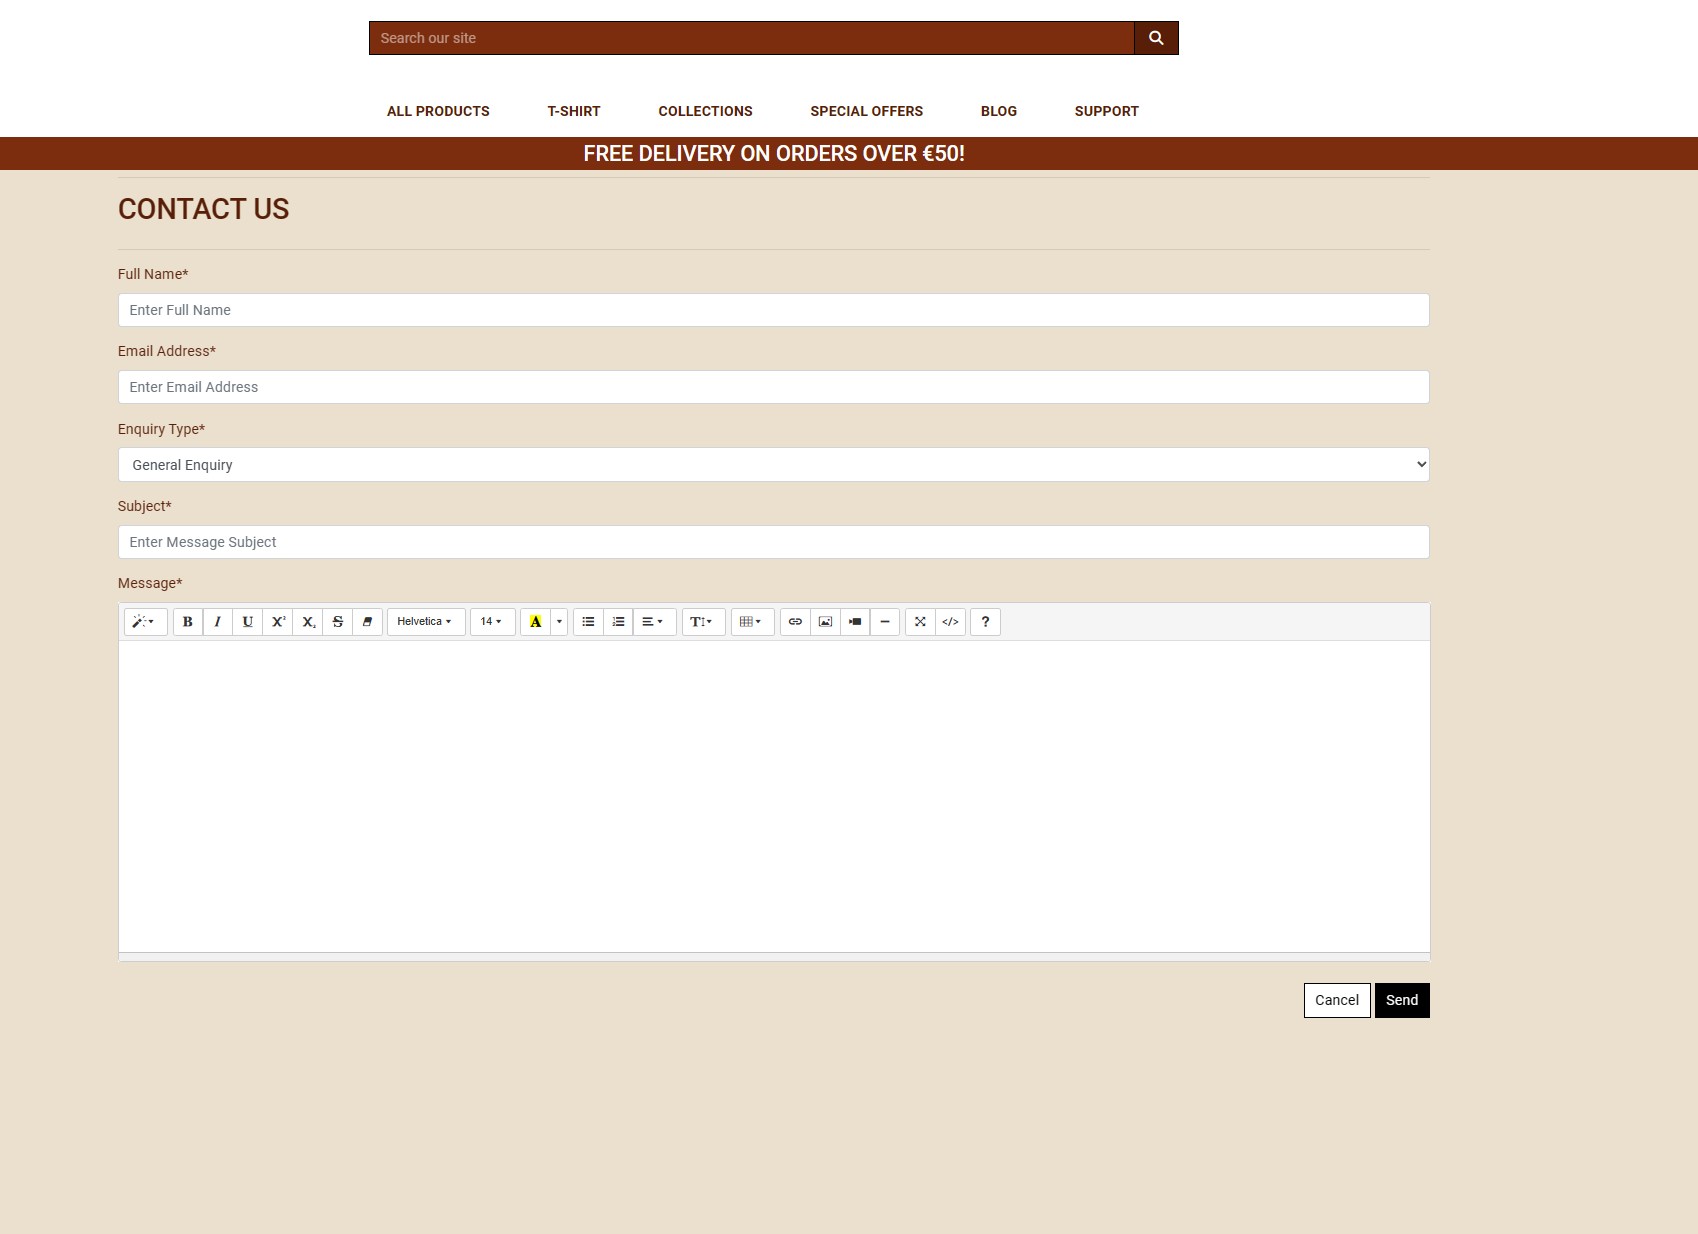 Search our site
ALL PRODUCTS T-SHIRT COLLECTIONS SPECIAL OFFERS BLOG SUPPORT
FREE DELIVERY ON ORDERS OVER €50!
CONTACT US
Full Name*
Enter Full Name
Email Address*
Enter Email Address
Enquiry Type*
General Enquiry
Subject*
Enter Message Subject
Message*
B I U X² X₂ S Helvetica 14 A T </> ?
Cancel Send